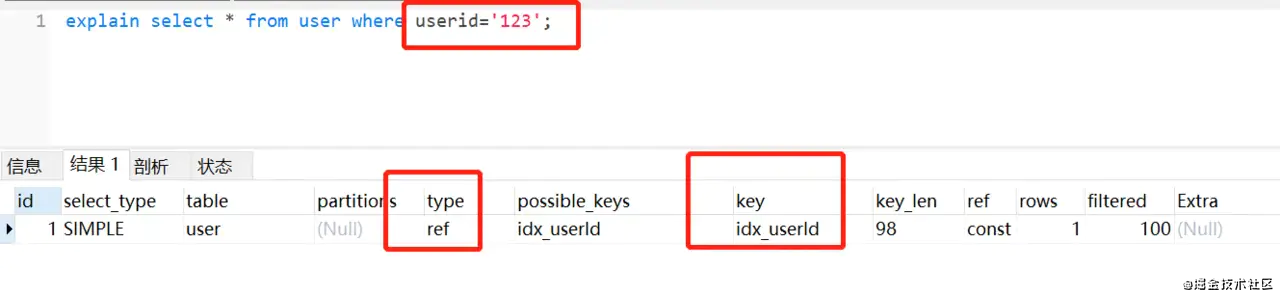 1 explain select * from user where userid='123';
信息 结果 1 剖析 状态
id select_type table partitions type possible_keys key key_len ref rows filtered Extra
1 SIMPLE user (Null) ref idx_userId idx_userId 98 const 1 100 (Null)
@掘金技术社区